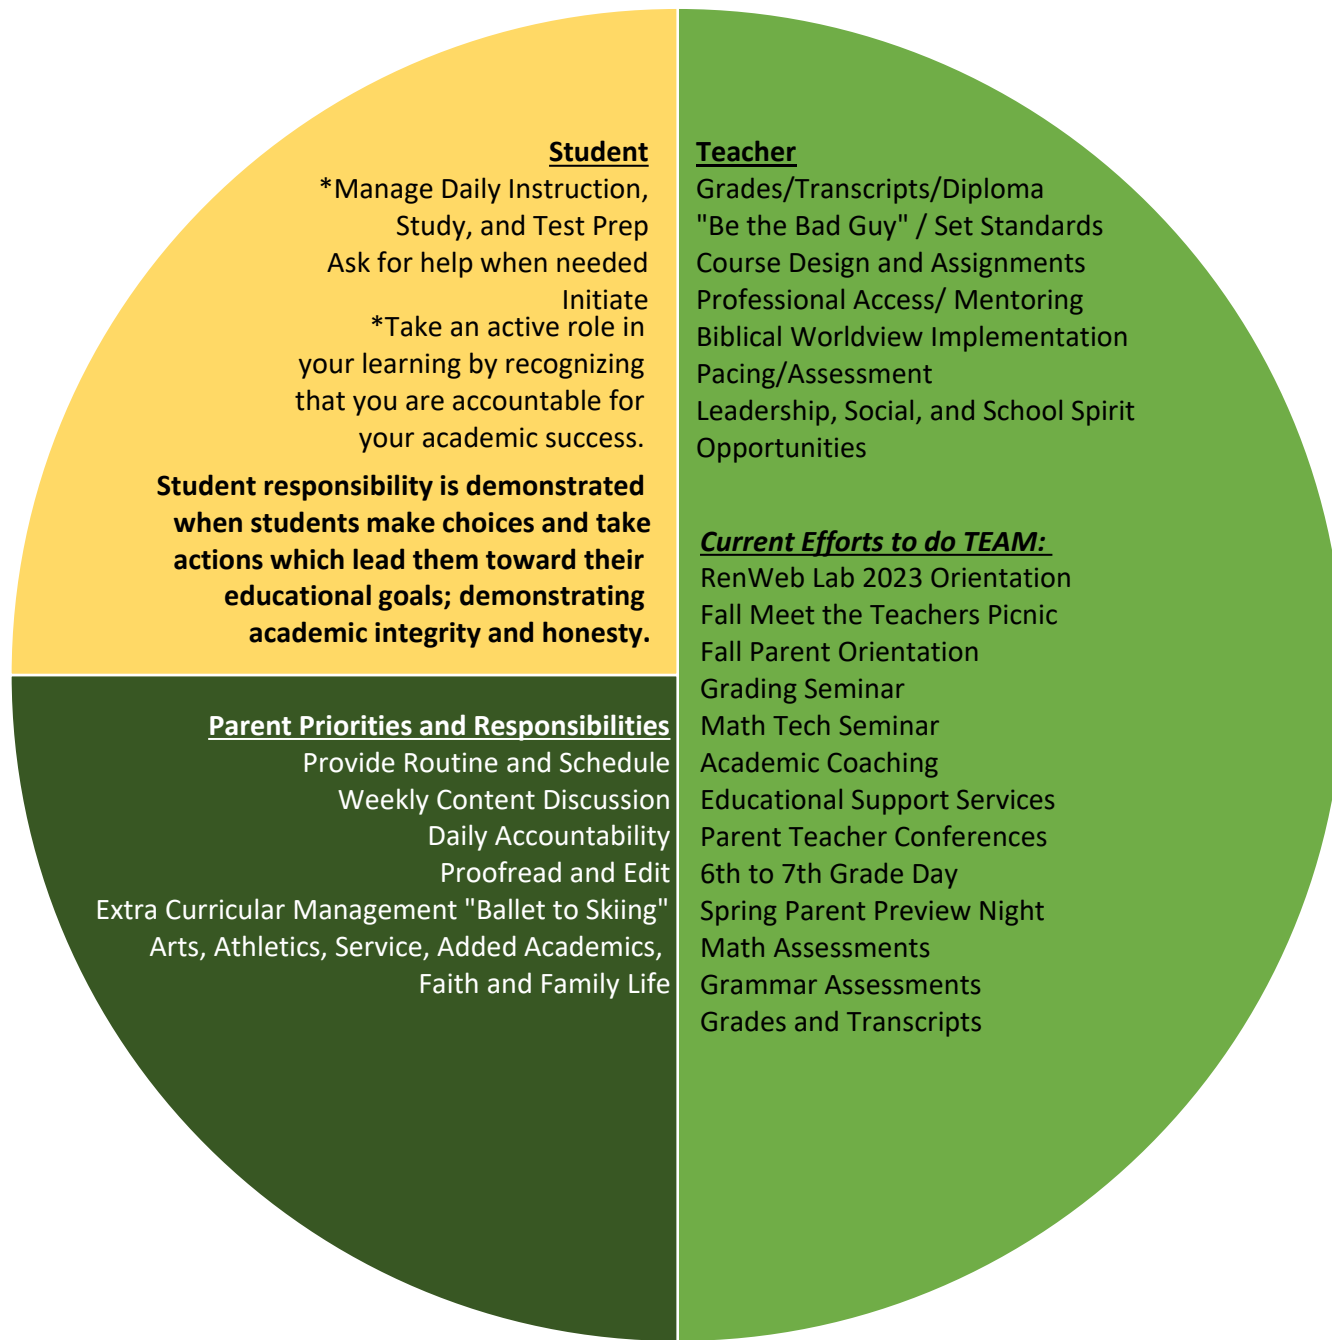 Student
*Manage Daily Instruction,
Study, and Test Prep
Ask for help when needed
Initiate
*Take an active role in
your learning by recognizing
that you are accountable for
your academic success.
Student responsibility is demonstrated
when students make choices and take
actions which lead them toward their
educational goals; demonstrating
academic integrity and honesty.
Teacher
Grades/Transcripts/Diploma
"Be the Bad Guy" / Set Standards
Course Design and Assignments
Professional Access/ Mentoring
Biblical Worldview Implementation
Pacing/Assessment
Leadership, Social, and School Spirit
Opportunities
Current Efforts to do TEAM:
RenWeb Lab 2023 Orientation
Fall Meet the Teachers Picnic
Fall Parent Orientation
Grading Seminar
Math Tech Seminar
Academic Coaching
Educational Support Services
Parent Teacher Conferences
6th to 7th Grade Day
Spring Parent Preview Night
Math Assessments
Grammar Assessments
Grades and Transcripts
Parent Priorities and Responsibilities
Provide Routine and Schedule
Weekly Content Discussion
Daily Accountability
Proofread and Edit
Extra Curricular Management "Ballet to Skiing"
Arts, Athletics, Service, Added Academics,
Faith and Family Life